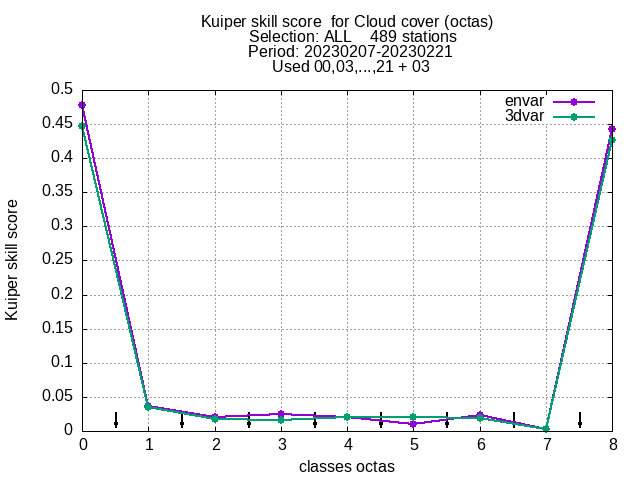 Kuiper skill score  for Cloud cover (octas)
Selection: ALL    489 stations
Period: 20230207-20230221
Used 00,03,...,21 + 03
envar
3dvar
0.5
0.45
0.4
0.35
0.3
0.25
0.2
0.15
0.1
0.05
0
Kuiper skill score
0 1 2 3 4 5 6 7 8
classes octas